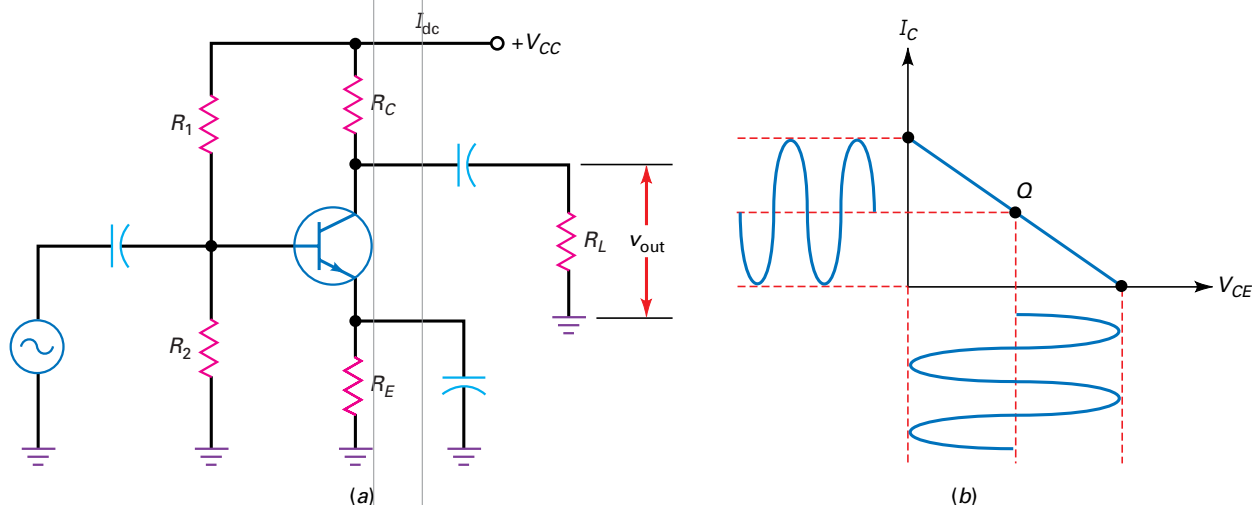 I_dc
+V_CC
R_C
R_1
R_2
R_E
R_L
v_out
(a)
I_C
Q
V_CE
(b)